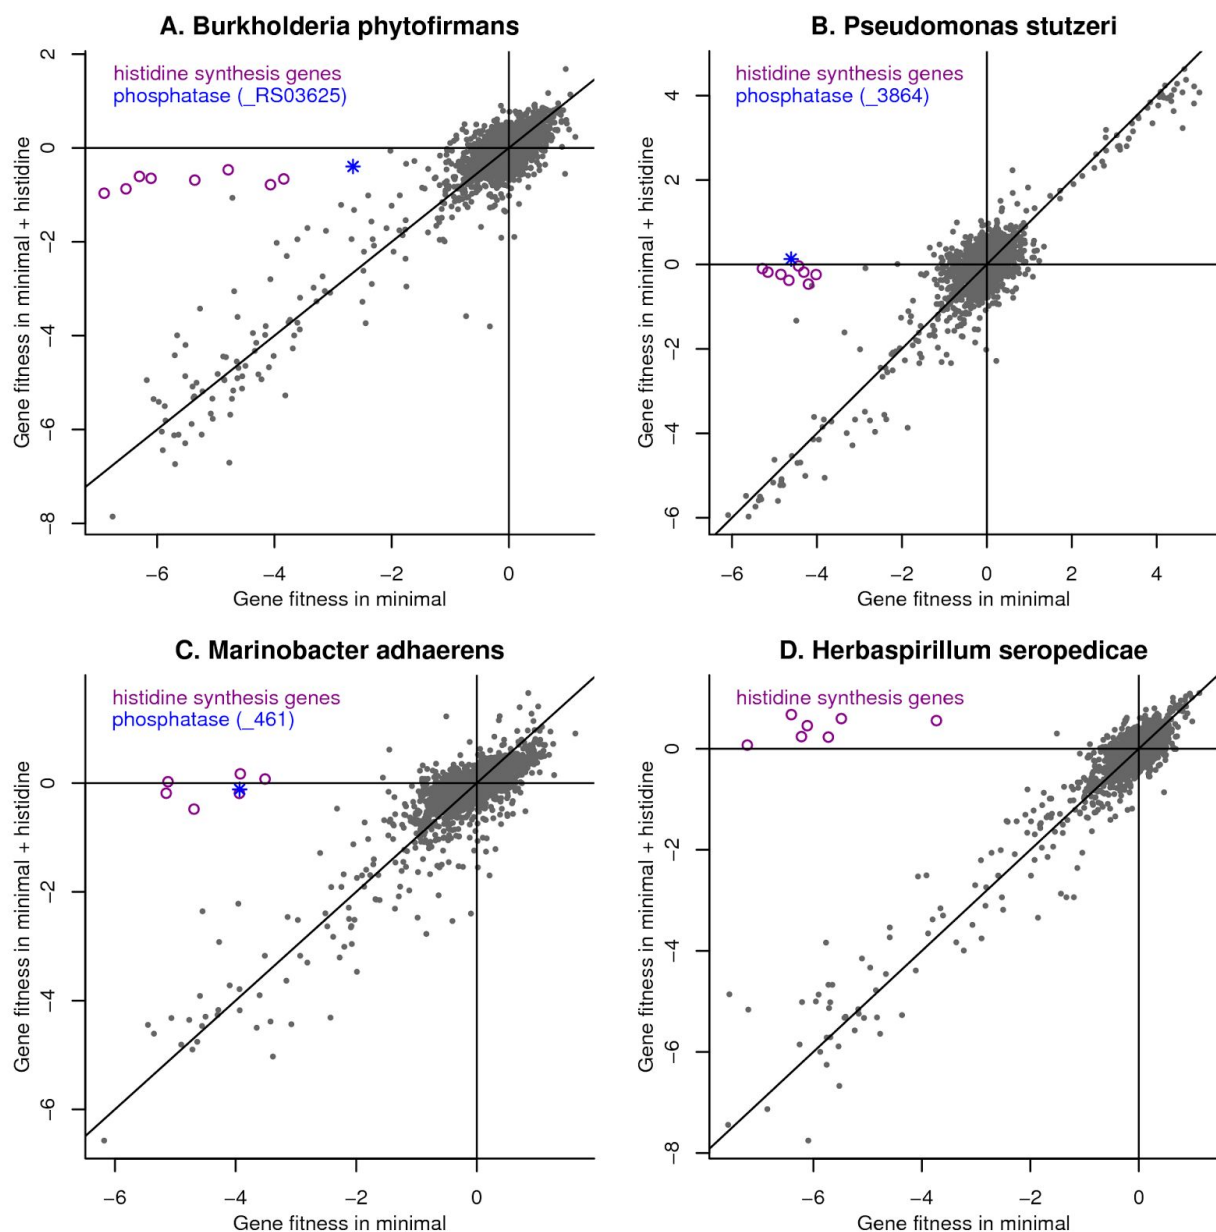 A. Burkholderia phytofirmans
histidine synthesis genes
phosphatase (_RS03625)
2
0
−2
−4
−6
−8
Gene fitness in minimal + histidine
−6 −4 −2 0
Gene fitness in minimal
B. Pseudomonas stutzeri
histidine synthesis genes
phosphatase (_3864)
4
2
0
−2
−4
−6
Gene fitness in minimal + histidine
−6 −4 −2 0 2 4
Gene fitness in minimal
C. Marinobacter adhaerens
histidine synthesis genes
phosphatase (_461)
0
−2
−4
−6
Gene fitness in minimal + histidine
−6 −4 −2 0
Gene fitness in minimal
D. Herbaspirillum seropedicae
histidine synthesis genes
0
−2
−4
−6
−8
Gene fitness in minimal + histidine
−6 −4 −2 0
Gene fitness in minimal